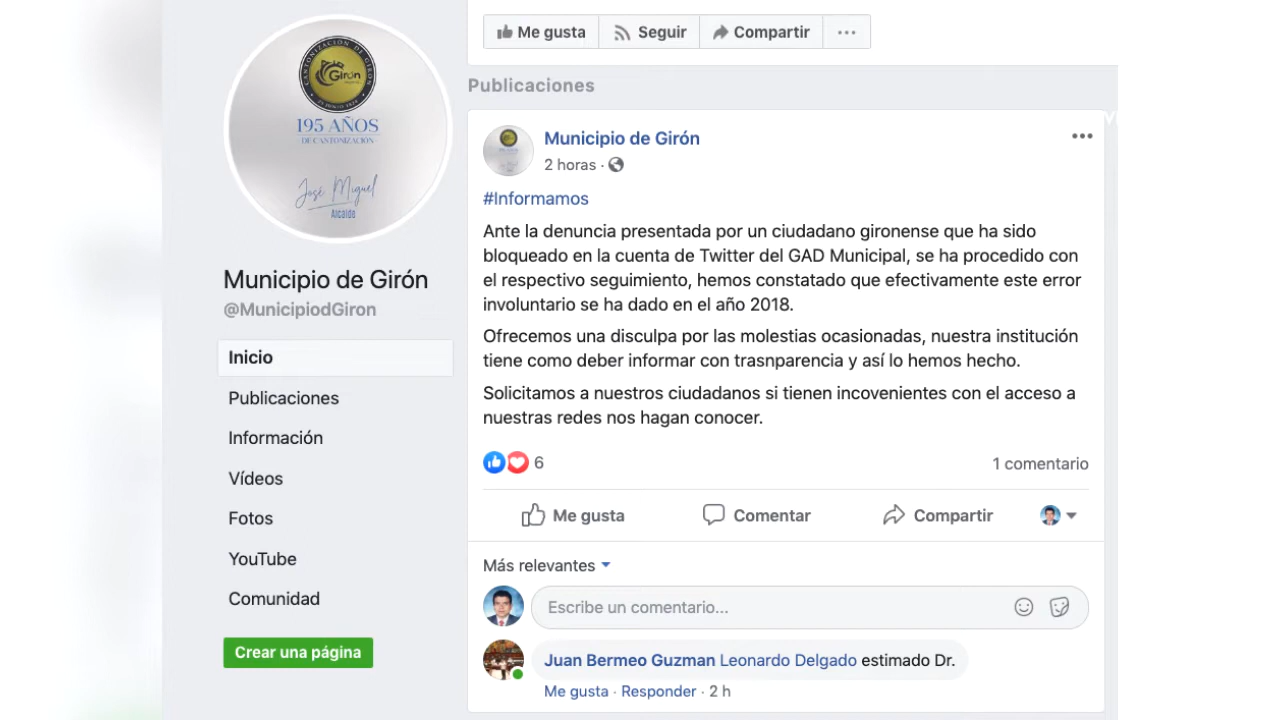 CANTONIZACIÓN DE GIRÓN
Girón
195 AÑOS
DE CANTONIZACIÓN
José Miguel
Alcalde
Municipio de Girón
@MunicipiodGiron
Inicio
Publicaciones
Información
Vídeos
Fotos
YouTube
Comunidad
Crear una página
Me gusta Seguir Compartir ...
Publicaciones
Municipio de Girón
2 horas ·
#Informamos
Ante la denuncia presentada por un ciudadano gironense que ha sido
bloqueado en la cuenta de Twitter del GAD Municipal, se ha procedido con
el respectivo seguimiento, hemos constatado que efectivamente este error
involuntario se ha dado en el año 2018.
Ofrecemos una disculpa por las molestias ocasionadas, nuestra institución
tiene como deber informar con trasnparencia y así lo hemos hecho.
Solicitamos a nuestros ciudadanos si tienen incovenientes con el acceso a
nuestras redes nos hagan conocer.
6 1 comentario
Me gusta Comentar Compartir
Más relevantes
Escribe un comentario...
Juan Bermeo Guzman Leonardo Delgado estimado Dr.
Me gusta · Responder · 2 h